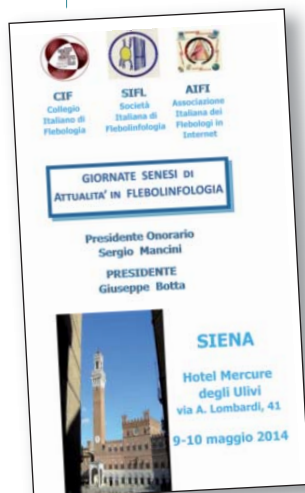 CIF
Collegio
Italiano di
Flebologia
SIFL
Società
Italiana di
Flebolinfologia
AIFI
Associazione
Italiana dei
Flebologi in
Internet
GIORNATE SENESI DI
ATTUALITA' IN FLEBOLINFOLOGIA
Presidente Onorario
Sergio Mancini
PRESIDENTE
Giuseppe Botta
SIENA
Hotel Mercure
degli Ulivi
via A. Lombardi, 41
9-10 maggio 2014